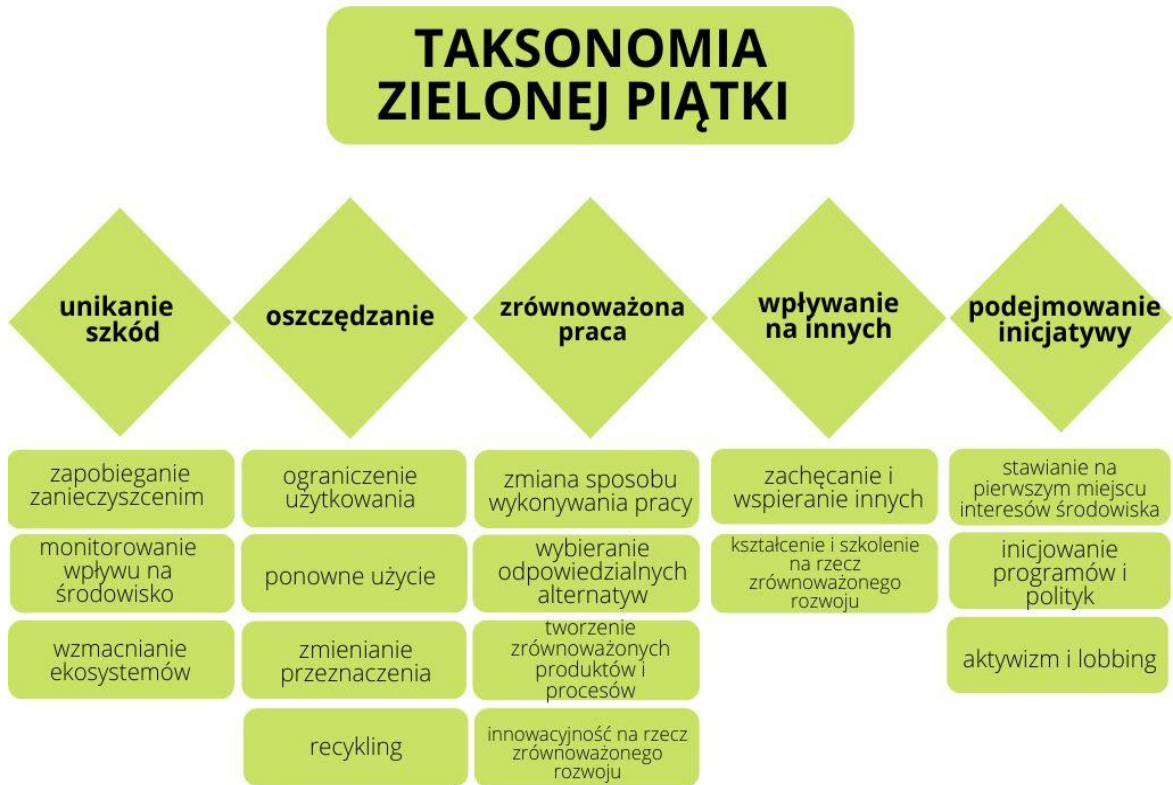 TAKSONOMIA
ZIELONEJ PIĄTKI
unikanie
szkód
zapobieganie
zanieczyszcenim
monitorowanie
wpływu na
środowisko
wzmacnianie
ekosystemów
oszczędzanie
ograniczenie
użytkowania
ponowne użycie
zmienianie
przeznaczenia
recykling
zrównoważona
praca
zmiana sposobu
wykonywania pracy
wybieranie
odpowiedzialnych
alternatyw
tworzenie
zrównoważonych
produktów i
procesów
innowacyjność na rzecz
zrównoważonego
rozwoju
wpływanie
na innych
zachęcanie i
wspieranie innych
kształcenie i szkolenie
na rzecz
zrównoważonego
rozwoju
podejmowanie
inicjatywy
stawianie na
pierwszym miejscu
interesów środowiska
inicjowanie
programów i
polityk
aktywizm i lobbing